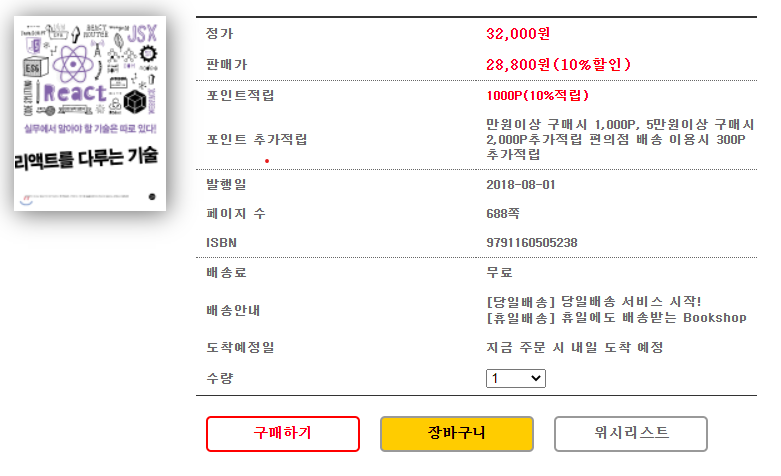 REACT
ROUTER
JSX
ES6
CODE SPLITTING
React
실무에서 알아야 할 기술은 따로 있다!
리액트를 다루는 기술
정가 32,000원
판매가 28,800원(10%할인)
포인트적립 1000P(10%적립)
포인트 추가적립 만원이상 구매시 1,000P, 5만원이상 구매시
2,000P추가적립 편의점 배송 이용시 300P
추가적립
발행일 2018-08-01
페이지 수 688쪽
ISBN 9791160505238
배송료 무료
배송안내 [당일배송] 당일배송 서비스 시작!
[휴일배송] 휴일에도 배송받는 Bookshop
도착예정일 지금 주문 시 내일 도착 예정
수량 1
구매하기 장바구니 위시리스트